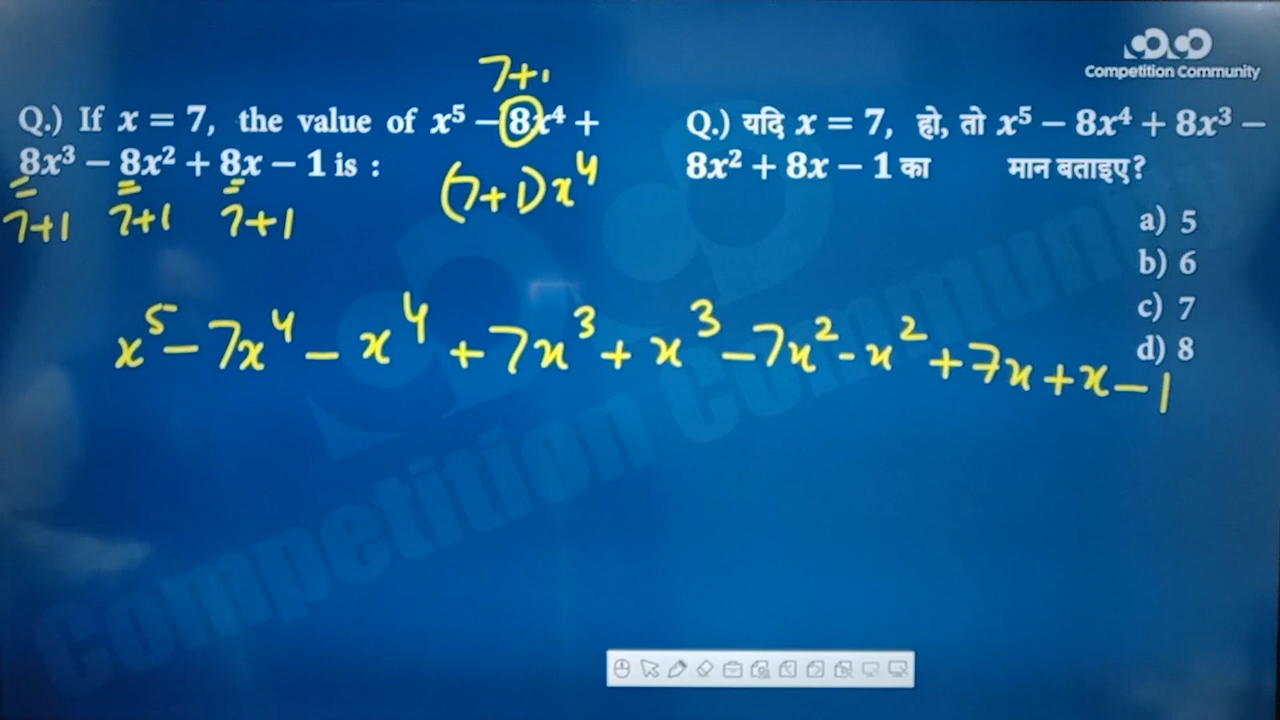 Competition Community
7+1
Q.) If x = 7, the value of x⁵ − 8x⁴ +
8x³ − 8x² + 8x − 1 is :
(7+1)x⁴
7+1 7+1 7+1
Q.) यदि x = 7, हो, तो x⁵ − 8x⁴ + 8x³ −
8x² + 8x − 1 का मान बताइए?
a) 5
b) 6
c) 7
d) 8
x⁵ − 7x⁴ − x⁴ + 7x³ + x³ − 7x² − x² + 7x + x − 1
Competition Community